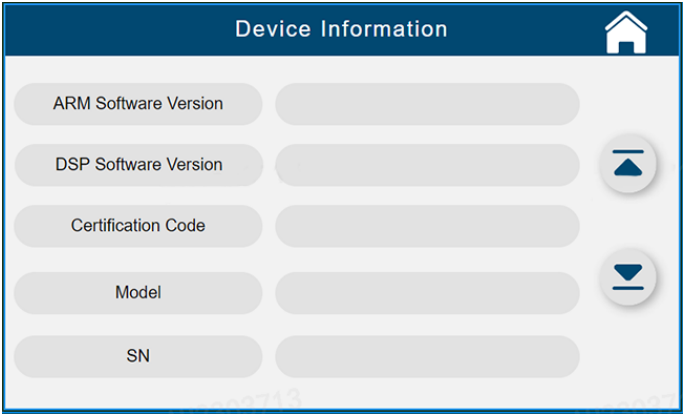 Device Information
ARM Software Version
DSP Software Version
Certification Code
Model
SN